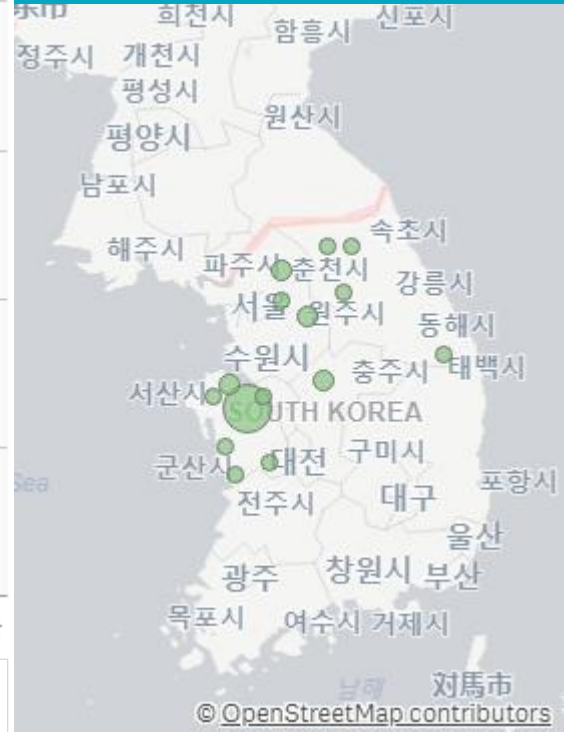 희천시
신포시
함흥시
정주시 개천시
평성시
원산시
평양시
남포시
속초시
해주시
파주시 춘천시
강릉시
서울 원주시
동해시
수원시
충주시 태백시
서산시
SOUTH KOREA
군산시 대전 구미시
Sea
포항시
전주시 대구
울산
광주 창원시 부산
목포시 여수시 거제시
남해
対馬市
© OpenStreetMap contributors